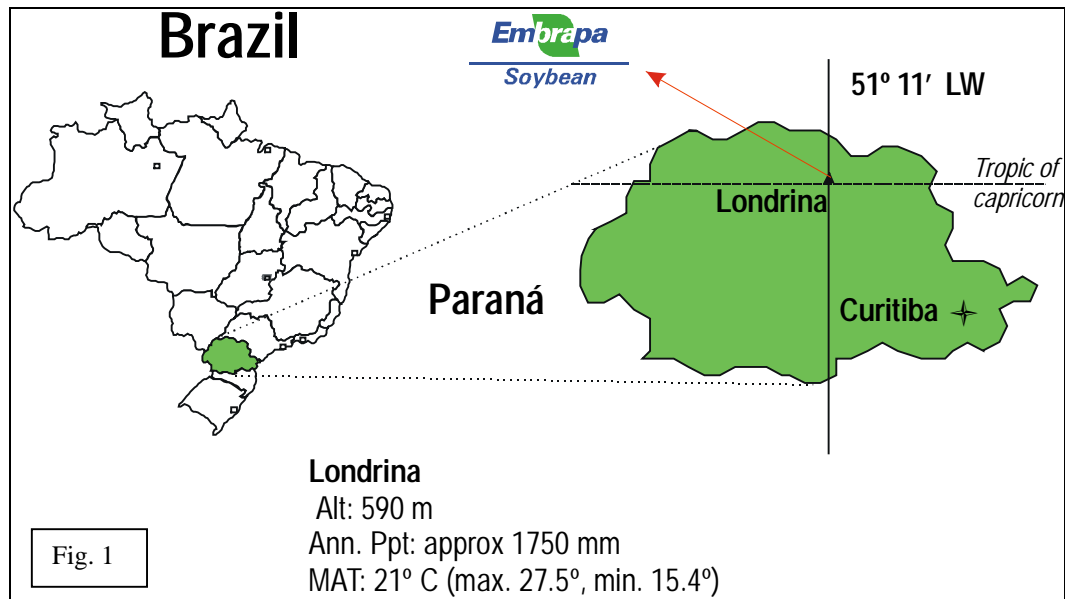 Brazil
Embrapa
Soybean
51º 11′ LW
Tropic of
capricorn
Londrina
Paraná
Curitiba
Londrina
Alt: 590 m
Ann. Ppt: approx 1750 mm
MAT: 21º C (max. 27.5º, min. 15.4º)
Fig. 1